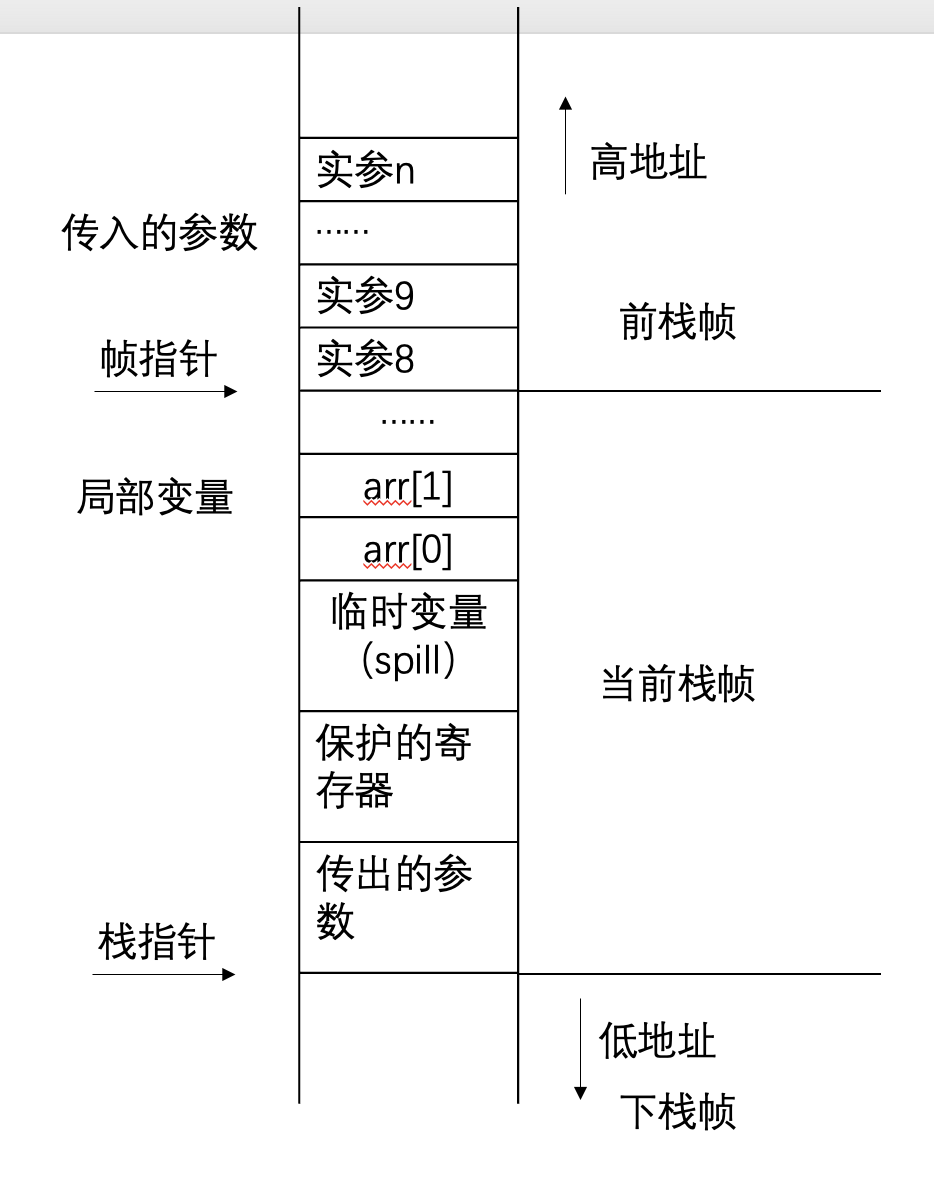 高地址
实参n
传入的参数
……
实参9
前栈帧
帧指针
实参8
……
局部变量
arr[1]
arr[0]
临时变量
(spill)
当前栈帧
保护的寄
存器
传出的参
数
栈指针
低地址
下栈帧